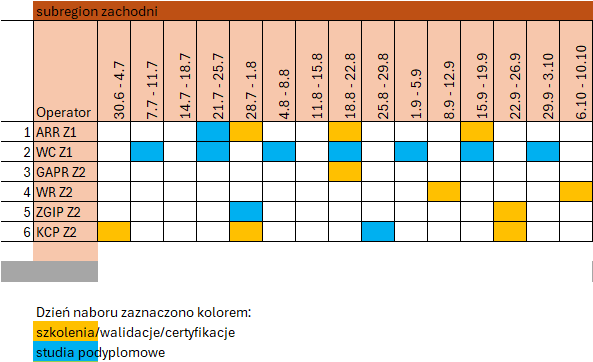 subregion zachodni
Operator 30.6 - 4.7 7.7 - 11.7 14.7 - 18.7 21.7 - 25.7 28.7 - 1.8 4.8 - 8.8 11.8 - 15.8 18.8 - 22.8 25.8 - 29.8 1.9 - 5.9 8.9 - 12.9 15.9 - 19.9 22.9 - 26.9 29.9 - 3.10 6.10 - 10.10
1 ARR Z1
2 WC Z1
3 GAPR Z2
4 WR Z2
5 ZGIP Z2
6 KCP Z2
Dzień naboru zaznaczono kolorem:
szkolenia/walidacje/certyfikacje
studia podyplomowe